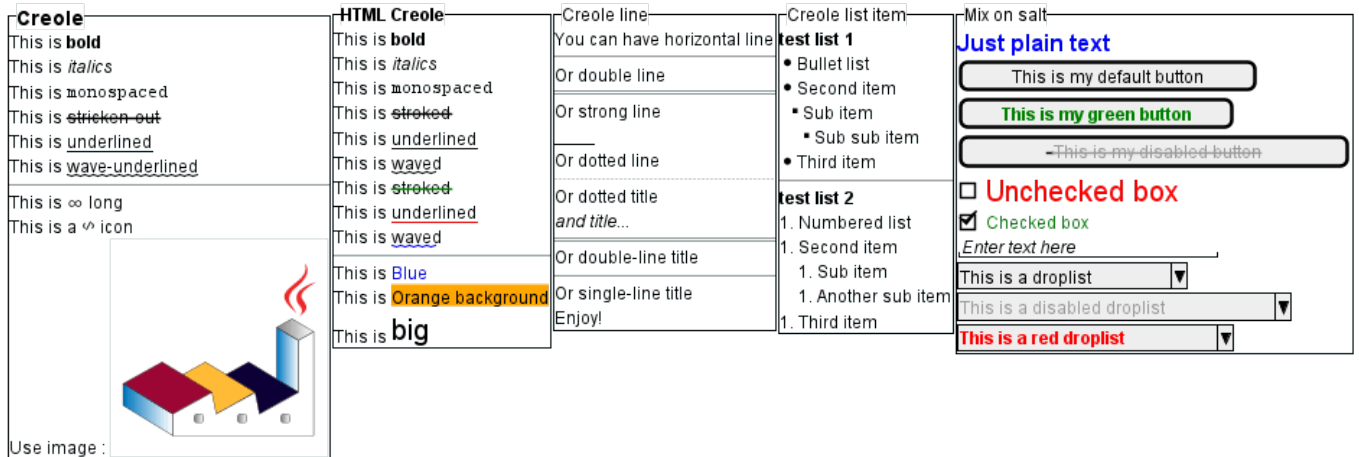 Creole
This is bold
This is italics
This is monospaced
This is stricken-out
This is underlined
This is wave-underlined
This is ∞ long
This is a icon
Use image :
HTML Creole
This is bold
This is italics
This is monospaced
This is stroked
This is underlined
This is waved
This is stroked
This is underlined
This is waved
This is Blue
This is Orange background
This is big
Creole line
You can have horizontal line
Or double line
Or strong line
Or dotted line
Or dotted title
and title...
Or double-line title
Or single-line title
Enjoy!
Creole list item
test list 1
• Bullet list
• Second item
▪ Sub item
▪ Sub sub item
• Third item
test list 2
1. Numbered list
1. Second item
1. Sub item
1. Another sub item
1. Third item
Mix on salt
Just plain text
This is my default button
This is my green button
This is my disabled button
Unchecked box
Checked box
Enter text here
This is a droplist
This is a disabled droplist
This is a red droplist